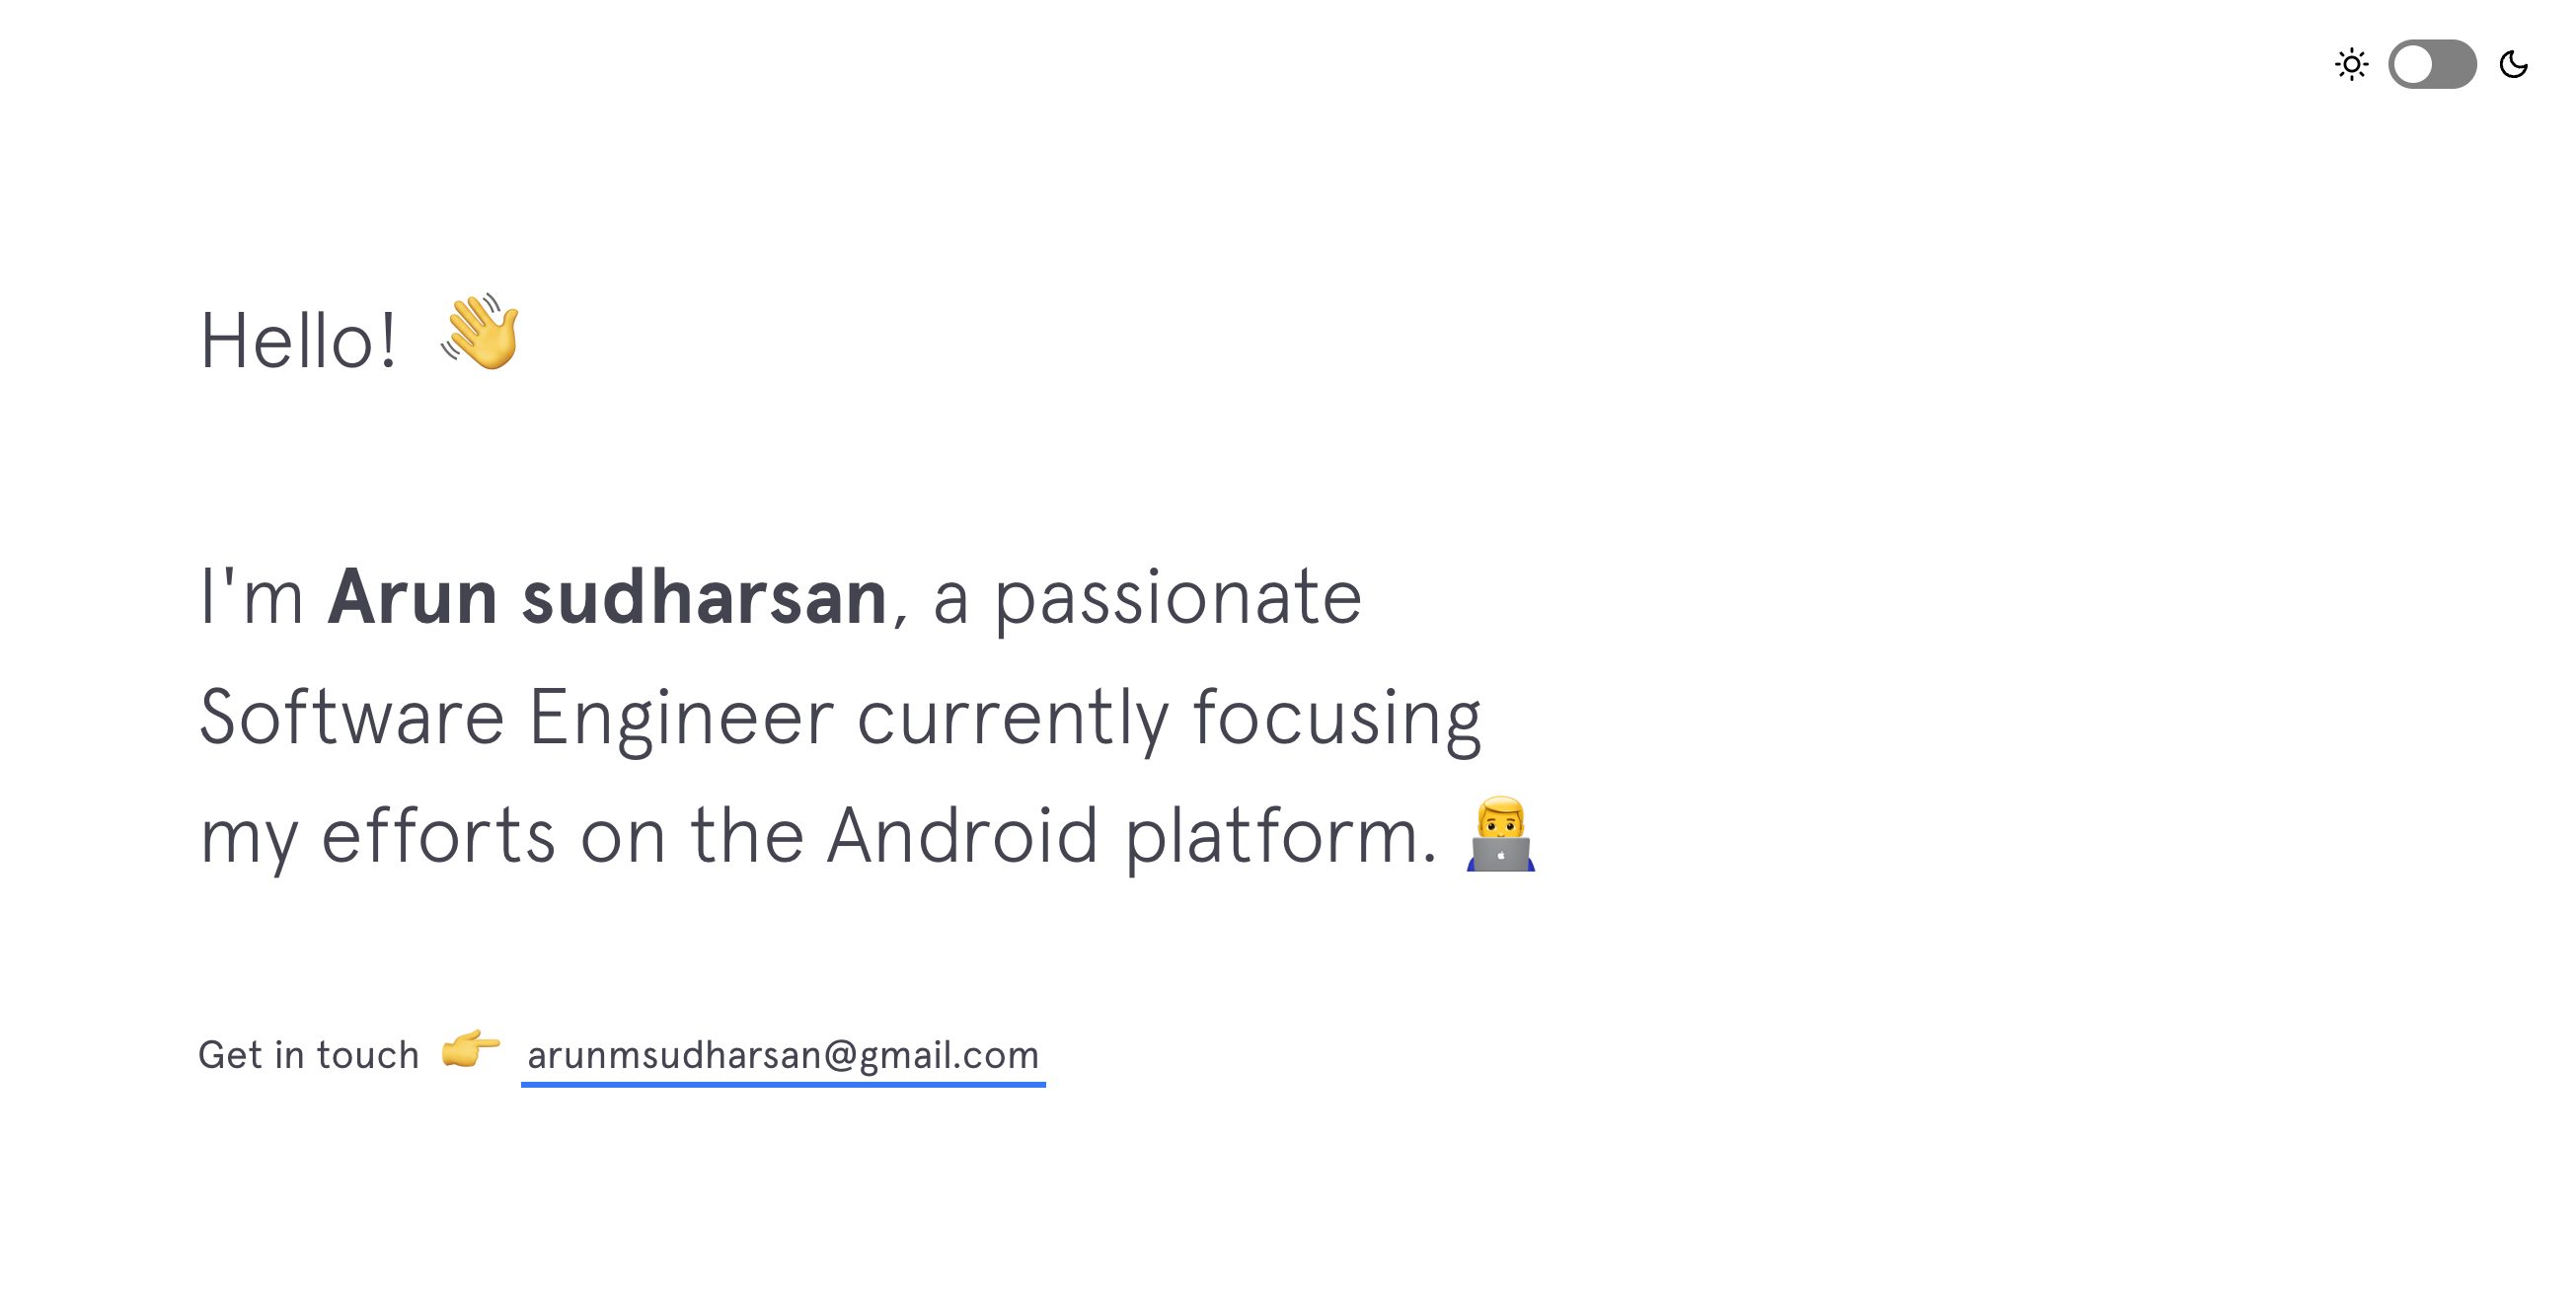 Hello! 👋
I'm Arun sudharsan, a passionate
Software Engineer currently focusing
my efforts on the Android platform. 👨‍💻
Get in touch 👉 arunmsudharsan@gmail.com